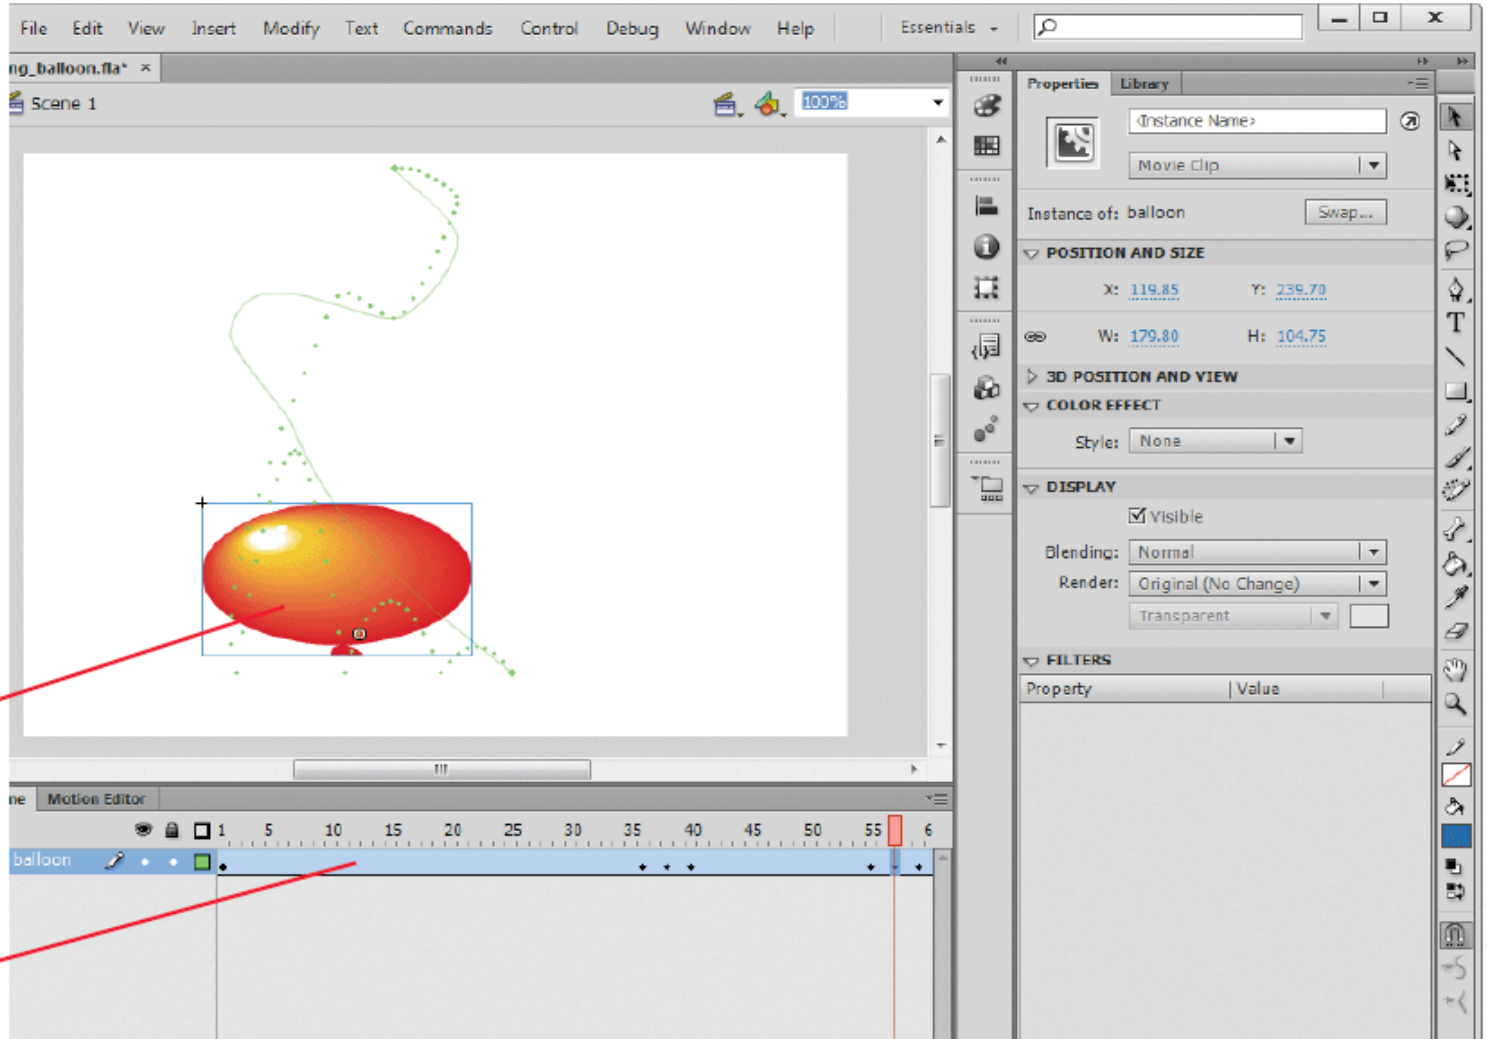 File Edit View Insert Modify Text Commands Control Debug Window Help Essentials
ng_balloon.fla* ×
Scene 1 100%
Properties Library
<Instance Name>
Movie Clip
Instance of: balloon Swap...
POSITION AND SIZE
X: 119.85 Y: 239.70
W: 179.80 H: 104.75
3D POSITION AND VIEW
COLOR EFFECT
Style: None
DISPLAY
Visible
Blending: Normal
Render: Original (No Change)
Transparent
FILTERS
Property Value
ne Motion Editor
1 5 10 15 20 25 30 35 40 45 50 55 6
balloon